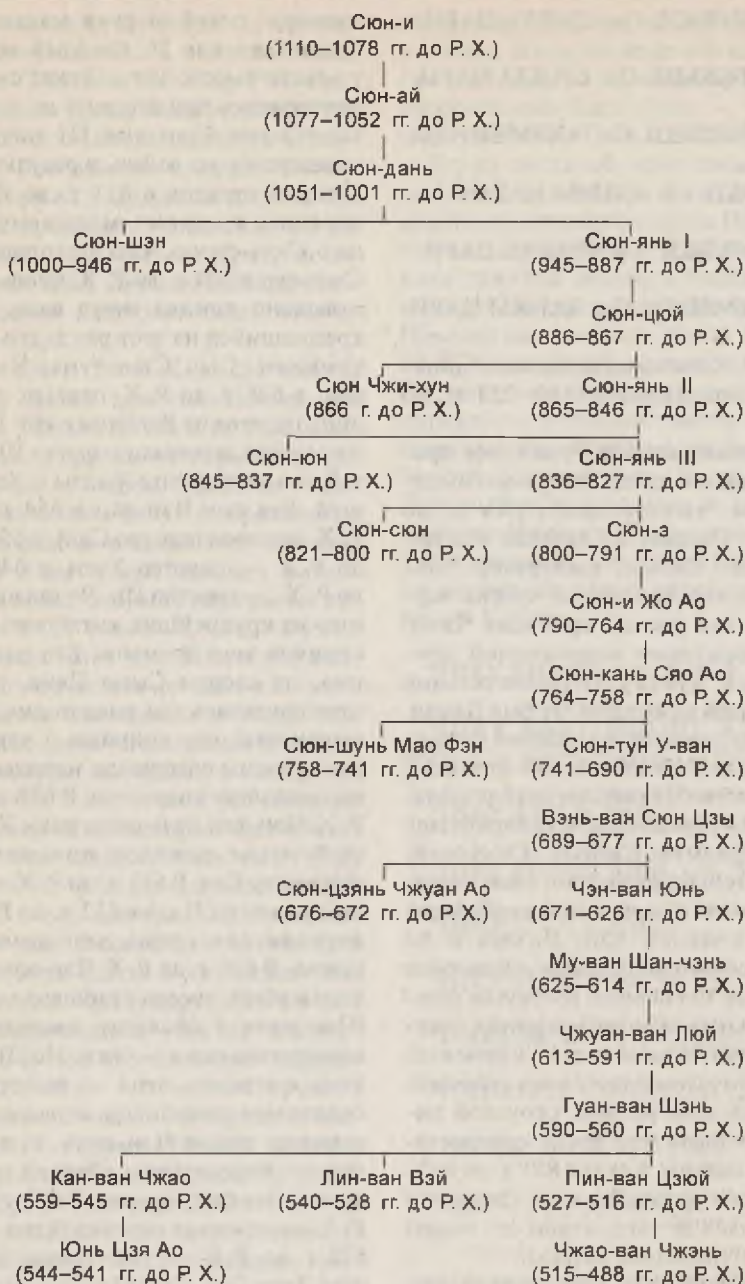 Сюн-и
(1110–1078 гг. до Р. Х.)
Сюн-ай
(1077–1052 гг. до Р. Х.)
Сюн-дань
(1051–1001 гг. до Р. Х.)
Сюн-шэн
(1000–946 гг. до Р. Х.)
Сюн-янь I
(945–887 гг. до Р. Х.)
Сюн-цюй
(886–867 гг. до Р. Х.)
Сюн Чжи-хун
(866 г. до Р. Х.)
Сюн-янь II
(865–846 гг. до Р. Х.)
Сюн-юн
(845–837 гг. до Р. Х.)
Сюн-янь III
(836–827 гг. до Р. Х.)
Сюн-сюн
(821–800 гг. до Р. Х.)
Сюн-э
(800–791 гг. до Р. Х.)
Сюн-и Жо Ао
(790–764 гг. до Р. Х.)
Сюн-кань Сяо Ао
(764–758 гг. до Р. Х.)
Сюн-шунь Мао Фэн
(758–741 гг. до Р. Х.)
Сюн-тун У-ван
(741–690 гг. до Р. Х.)
Вэнь-ван Сюн Цзы
(689–677 гг. до Р. Х.)
Сюн-цзянь Чжуан Ао
(676–672 гг. до Р. Х.)
Чэн-ван Юнь
(671–626 гг. до Р. Х.)
Му-ван Шан-чэнь
(625–614 гг. до Р. Х.)
Чжуан-ван Люй
(613–591 гг. до Р. Х.)
Гуан-ван Шэнь
(590–560 гг. до Р. Х.)
Кан-ван Чжао
(559–545 гг. до Р. Х.)
Лин-ван Вэй
(540–528 гг. до Р. Х.)
Пин-ван Цзюй
(527–516 гг. до Р. Х.)
Юнь Цзя Ао
(544–541 гг. до Р. Х.)
Чжао-ван Чжэнь
(515–488 гг. до Р. Х.)